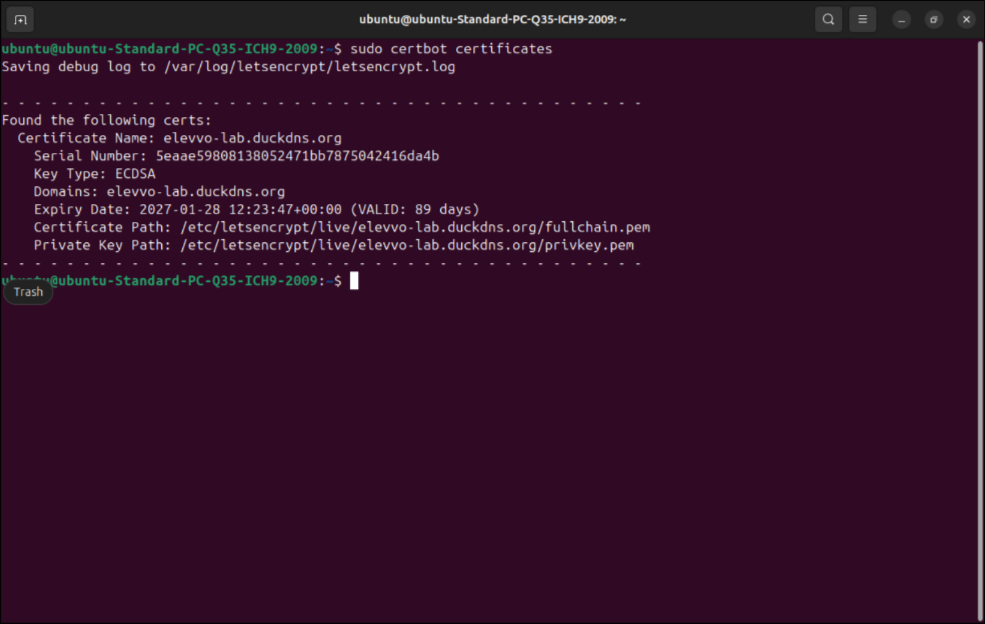 ubuntu@ubuntu-Standard-PC-Q35-ICH9-2009: ~
ubuntu@ubuntu-Standard-PC-Q35-ICH9-2009:~$ sudo certbot certificates
Saving debug log to /var/log/letsencrypt/letsencrypt.log
- - - - - - - - - - - - - - - - - - - - - - - - - - - - - - - - - - - - - - - -
Found the following certs:
Certificate Name: elevvo-lab.duckdns.org
Serial Number: 5eaae59808138052471bb7875042416da4b
Key Type: ECDSA
Domains: elevvo-lab.duckdns.org
Expiry Date: 2027-01-28 12:23:47+00:00 (VALID: 89 days)
Certificate Path: /etc/letsencrypt/live/elevvo-lab.duckdns.org/fullchain.pem
Private Key Path: /etc/letsencrypt/live/elevvo-lab.duckdns.org/privkey.pem
- - - - - - - - - - - - - - - - - - - - - - - - - - - - - - - - - - - - - - - -
ubuntu@ubuntu-Standard-PC-Q35-ICH9-2009:~$
Trash